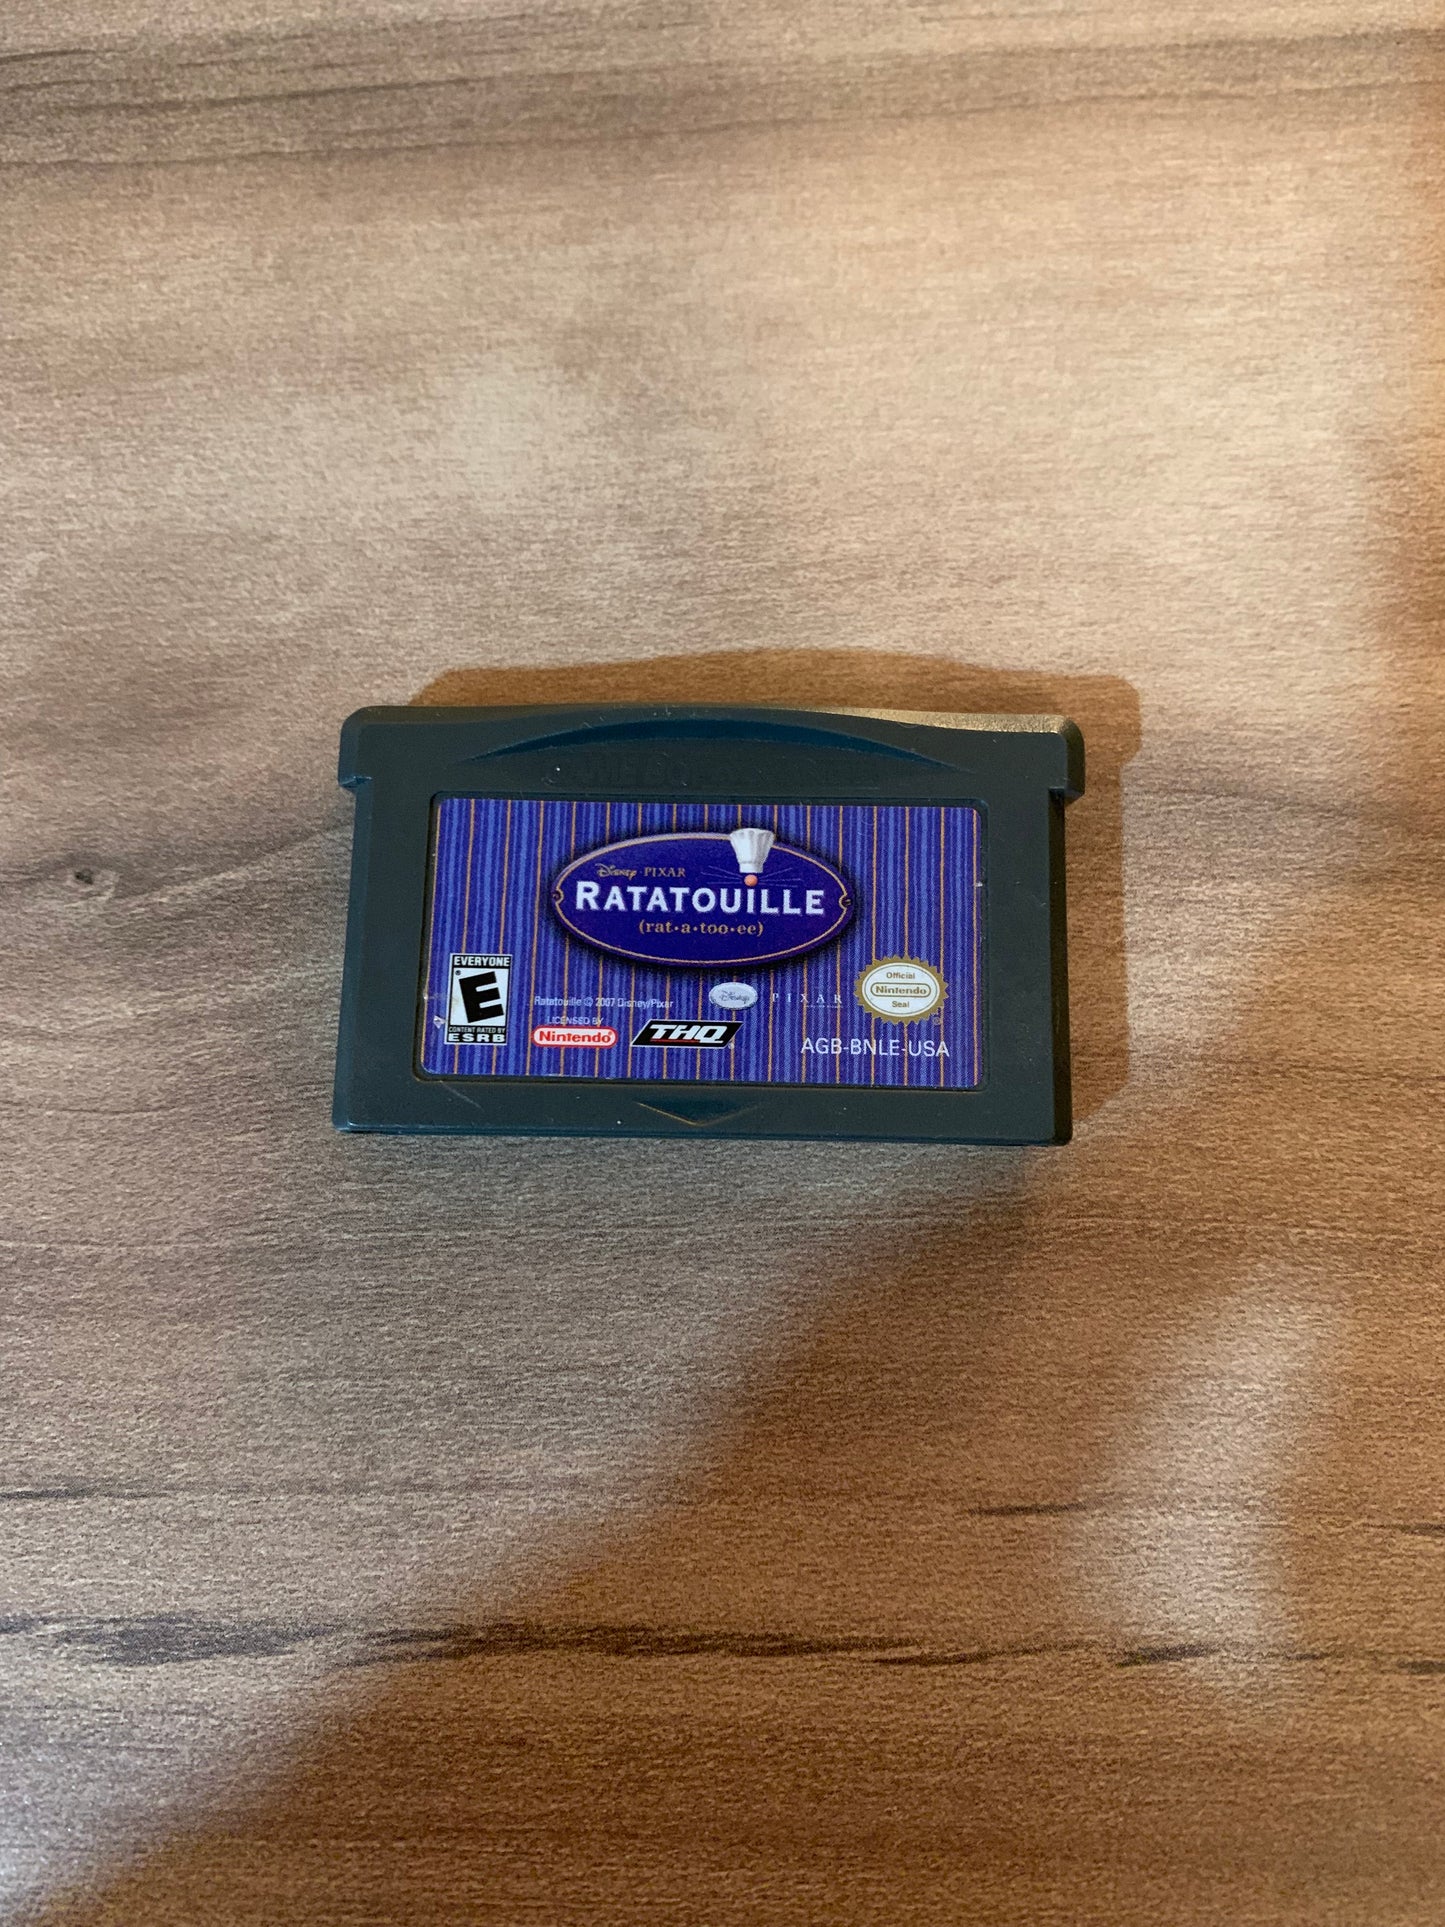 Disney · PIXAR
RATATOUILLE
(rat•a•too•ee)
EVERYONE
E
CONTENT RATED BY
ESRB
Ratatouille © 2007 Disney/Pixar
LICENSED BY
Nintendo®
THQ®
Disney
PIXAR
Official
Nintendo
Seal
AGB-BNLE-USA